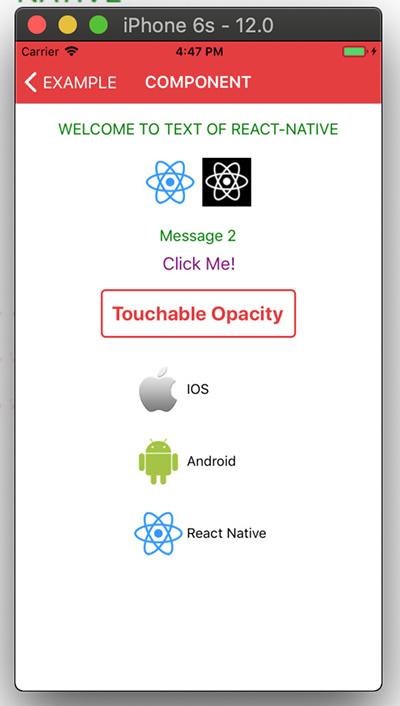 NATIVE
iPhone 6s - 12.0
Carrier 4:47 PM
EXAMPLE COMPONENT
WELCOME TO TEXT OF REACT-NATIVE
Message 2
Click Me!
Touchable Opacity
IOS
Android
React Native